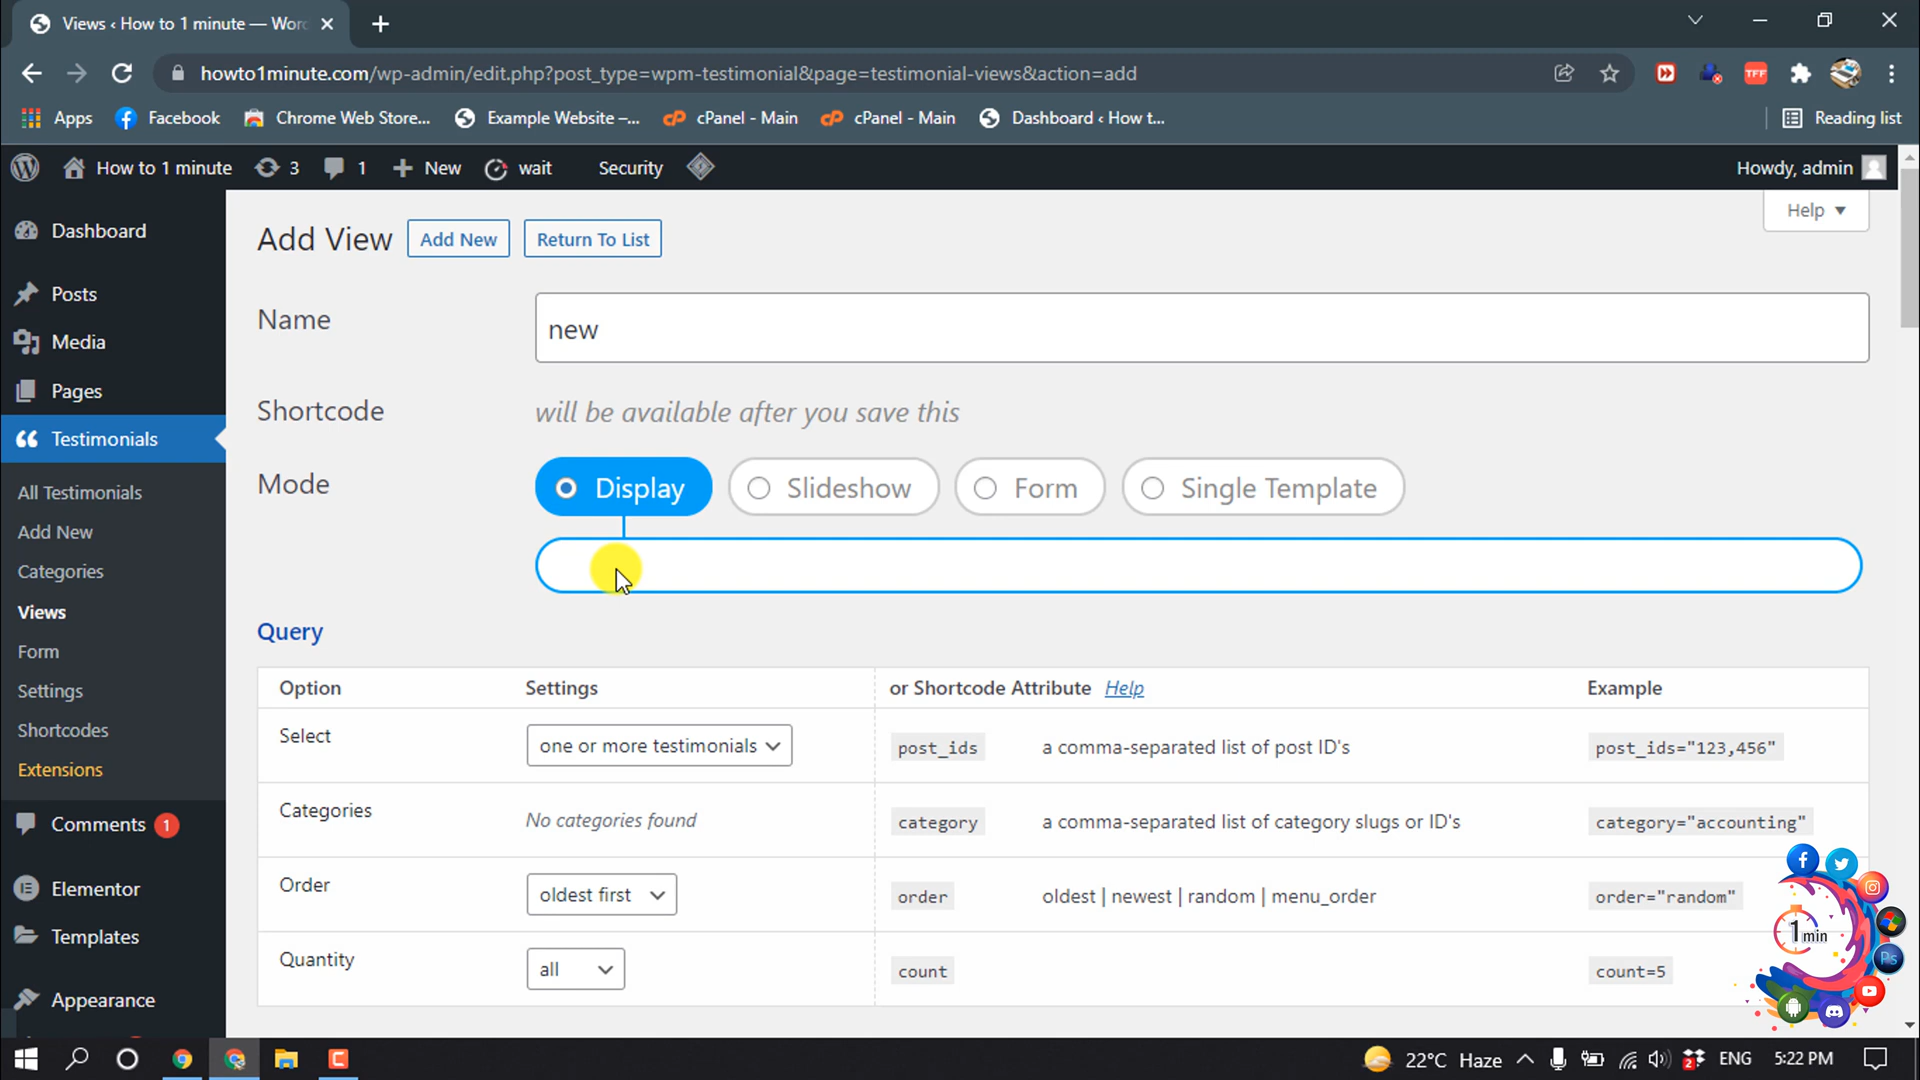 Views ‹ How to 1 minute — Wor
howto1minute.com/wp-admin/edit.php?post_type=wpm-testimonial&page=testimonial-views&action=add
TFF
Apps Facebook Chrome Web Store... Example Website –... cPanel - Main cPanel - Main Dashboard ‹ How t... Reading list
How to 1 minute 3 1 New wait Security Howdy, admin
Help
Dashboard
Posts
Media
Pages
Testimonials
All Testimonials
Add New
Categories
Views
Form
Settings
Shortcodes
Extensions
Comments 1
Elementor
Templates
Appearance
Add View Add New Return To List
Name new
Shortcode will be available after you save this
Mode Display Slideshow Form Single Template
Query
Option Settings or Shortcode Attribute Help Example
Select one or more testimonials post_ids a comma-separated list of post ID's post_ids="123,456"
Categories No categories found category a comma-separated list of category slugs or ID's category="accounting"
Order oldest first order oldest | newest | random | menu_order order="random"
Quantity all count count=5
1min
Ps
22°C Haze 2 ENG 5:22 PM